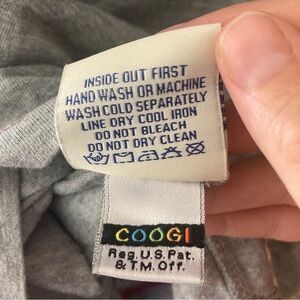 INSIDE OUT FIRST
HAND WASH OR MACHINE
WASH COLD SEPARATELY
LINE DRY COOL IRON
DO NOT BLEACH
DO NOT DRY CLEAN
COOGI
Reg. U.S. Pat.
& T.M. Off.